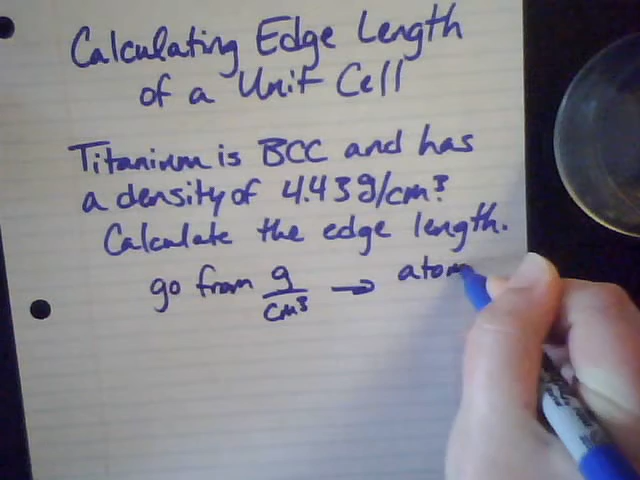 Calculating Edge Length
of a Unit Cell
Titanium is BCC and has
a density of 4.43 g/cm³.
Calculate the edge length.
go from g/cm³ → atom